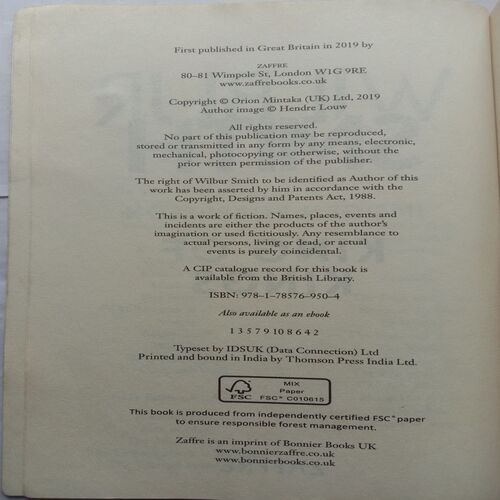 First published in Great Britain in 2019 by
ZAFFRE
80–81 Wimpole St, London W1G 9RE
www.zaffrebooks.co.uk
Copyright © Orion Mintaka (UK) Ltd, 2019
Author image © Hendre Louw
All rights reserved.
No part of this publication may be reproduced,
stored or transmitted in any form by any means, electronic,
mechanical, photocopying or otherwise, without the
prior written permission of the publisher.
The right of Wilbur Smith to be identified as Author of this
work has been asserted by him in accordance with the
Copyright, Designs and Patents Act, 1988.
This is a work of fiction. Names, places, events and
incidents are either the products of the author's
imagination or used fictitiously. Any resemblance to
actual persons, living or dead, or actual
events is purely coincidental.
A CIP catalogue record for this book is
available from the British Library.
ISBN: 978–1–78576–950–4
Also available as an ebook
1 3 5 7 9 10 8 6 4 2
Typeset by IDSUK (Data Connection) Ltd
Printed and bound in India by Thomson Press India Ltd.
FSC
MIX
Paper
FSC® C010615
This book is produced from independently certified FSC® paper
to ensure responsible forest management.
Zaffre is an imprint of Bonnier Books UK
www.bonnierzaffre.co.uk
www.bonnierbooks.co.uk